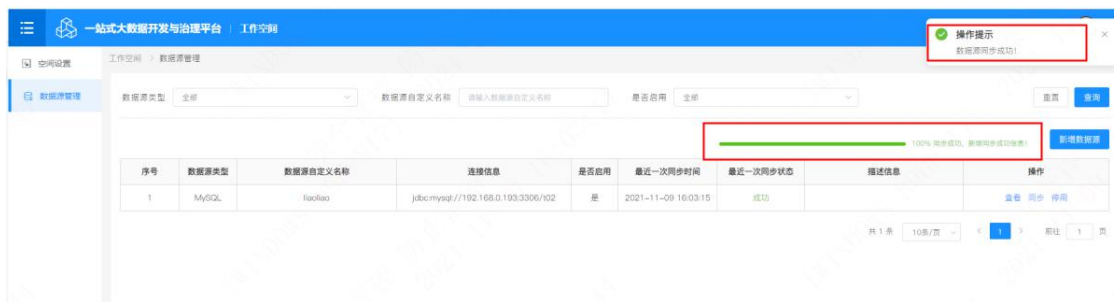 一站式大数据开发与治理平台 | 工作空间
操作提示
数据源同步成功!
空间设置
数据源管理
工作空间 > 数据源管理
数据源类型 全部 数据源自定义名称 请输入数据源自定义名称 是否启用 全部 重置 查询
100% 同步成功, 新增同步成功信息! 新增数据源
序号 数据源类型 数据源自定义名称 连接信息 是否启用 最近一次同步时间 最近一次同步状态 描述信息 操作
1 MySQL liaoliao jdbc:mysql://192.168.0.193:3306/t02 是 2021-11-09 16:03:15 成功 查看 同步 停用
共 1 条 10条/页 < 1 > 前往 1 页